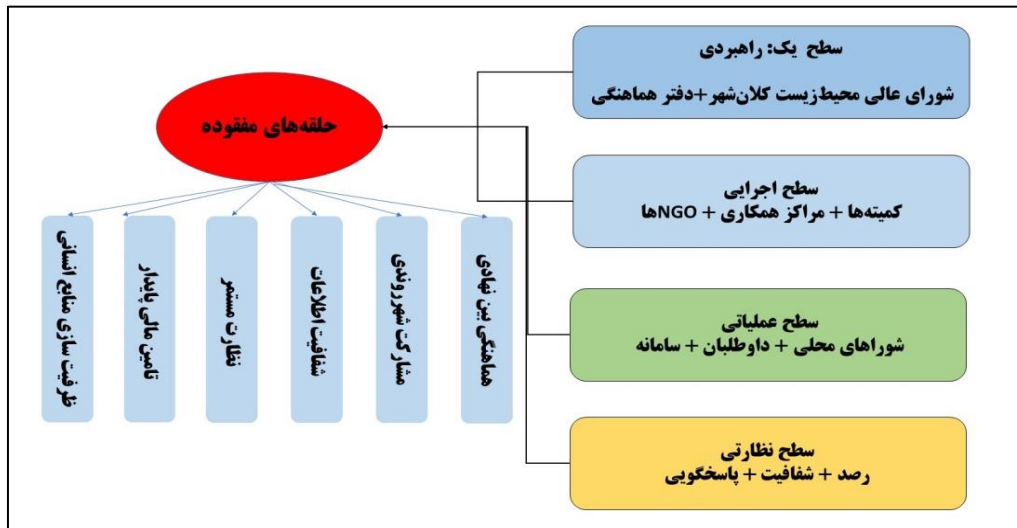 سطح یک: راهبردی
شورای عالی محیط‌زیست کلان‌شهر+دفتر هماهنگی
حلقه‌های مفقوده
سطح اجرایی
کمیته‌ها + مراکز همکاری + NGOها
سطح عملیاتی
شوراهای محلی + داوطلبان + سامانه
سطح نظارتی
رصد + شفافیت + پاسخگویی
هماهنگی بین نهادی
مشارکت شهروندی
شفافیت اطلاعات
نظارت مستمر
تامین مالی پایدار
ظرفیت سازی منابع انسانی